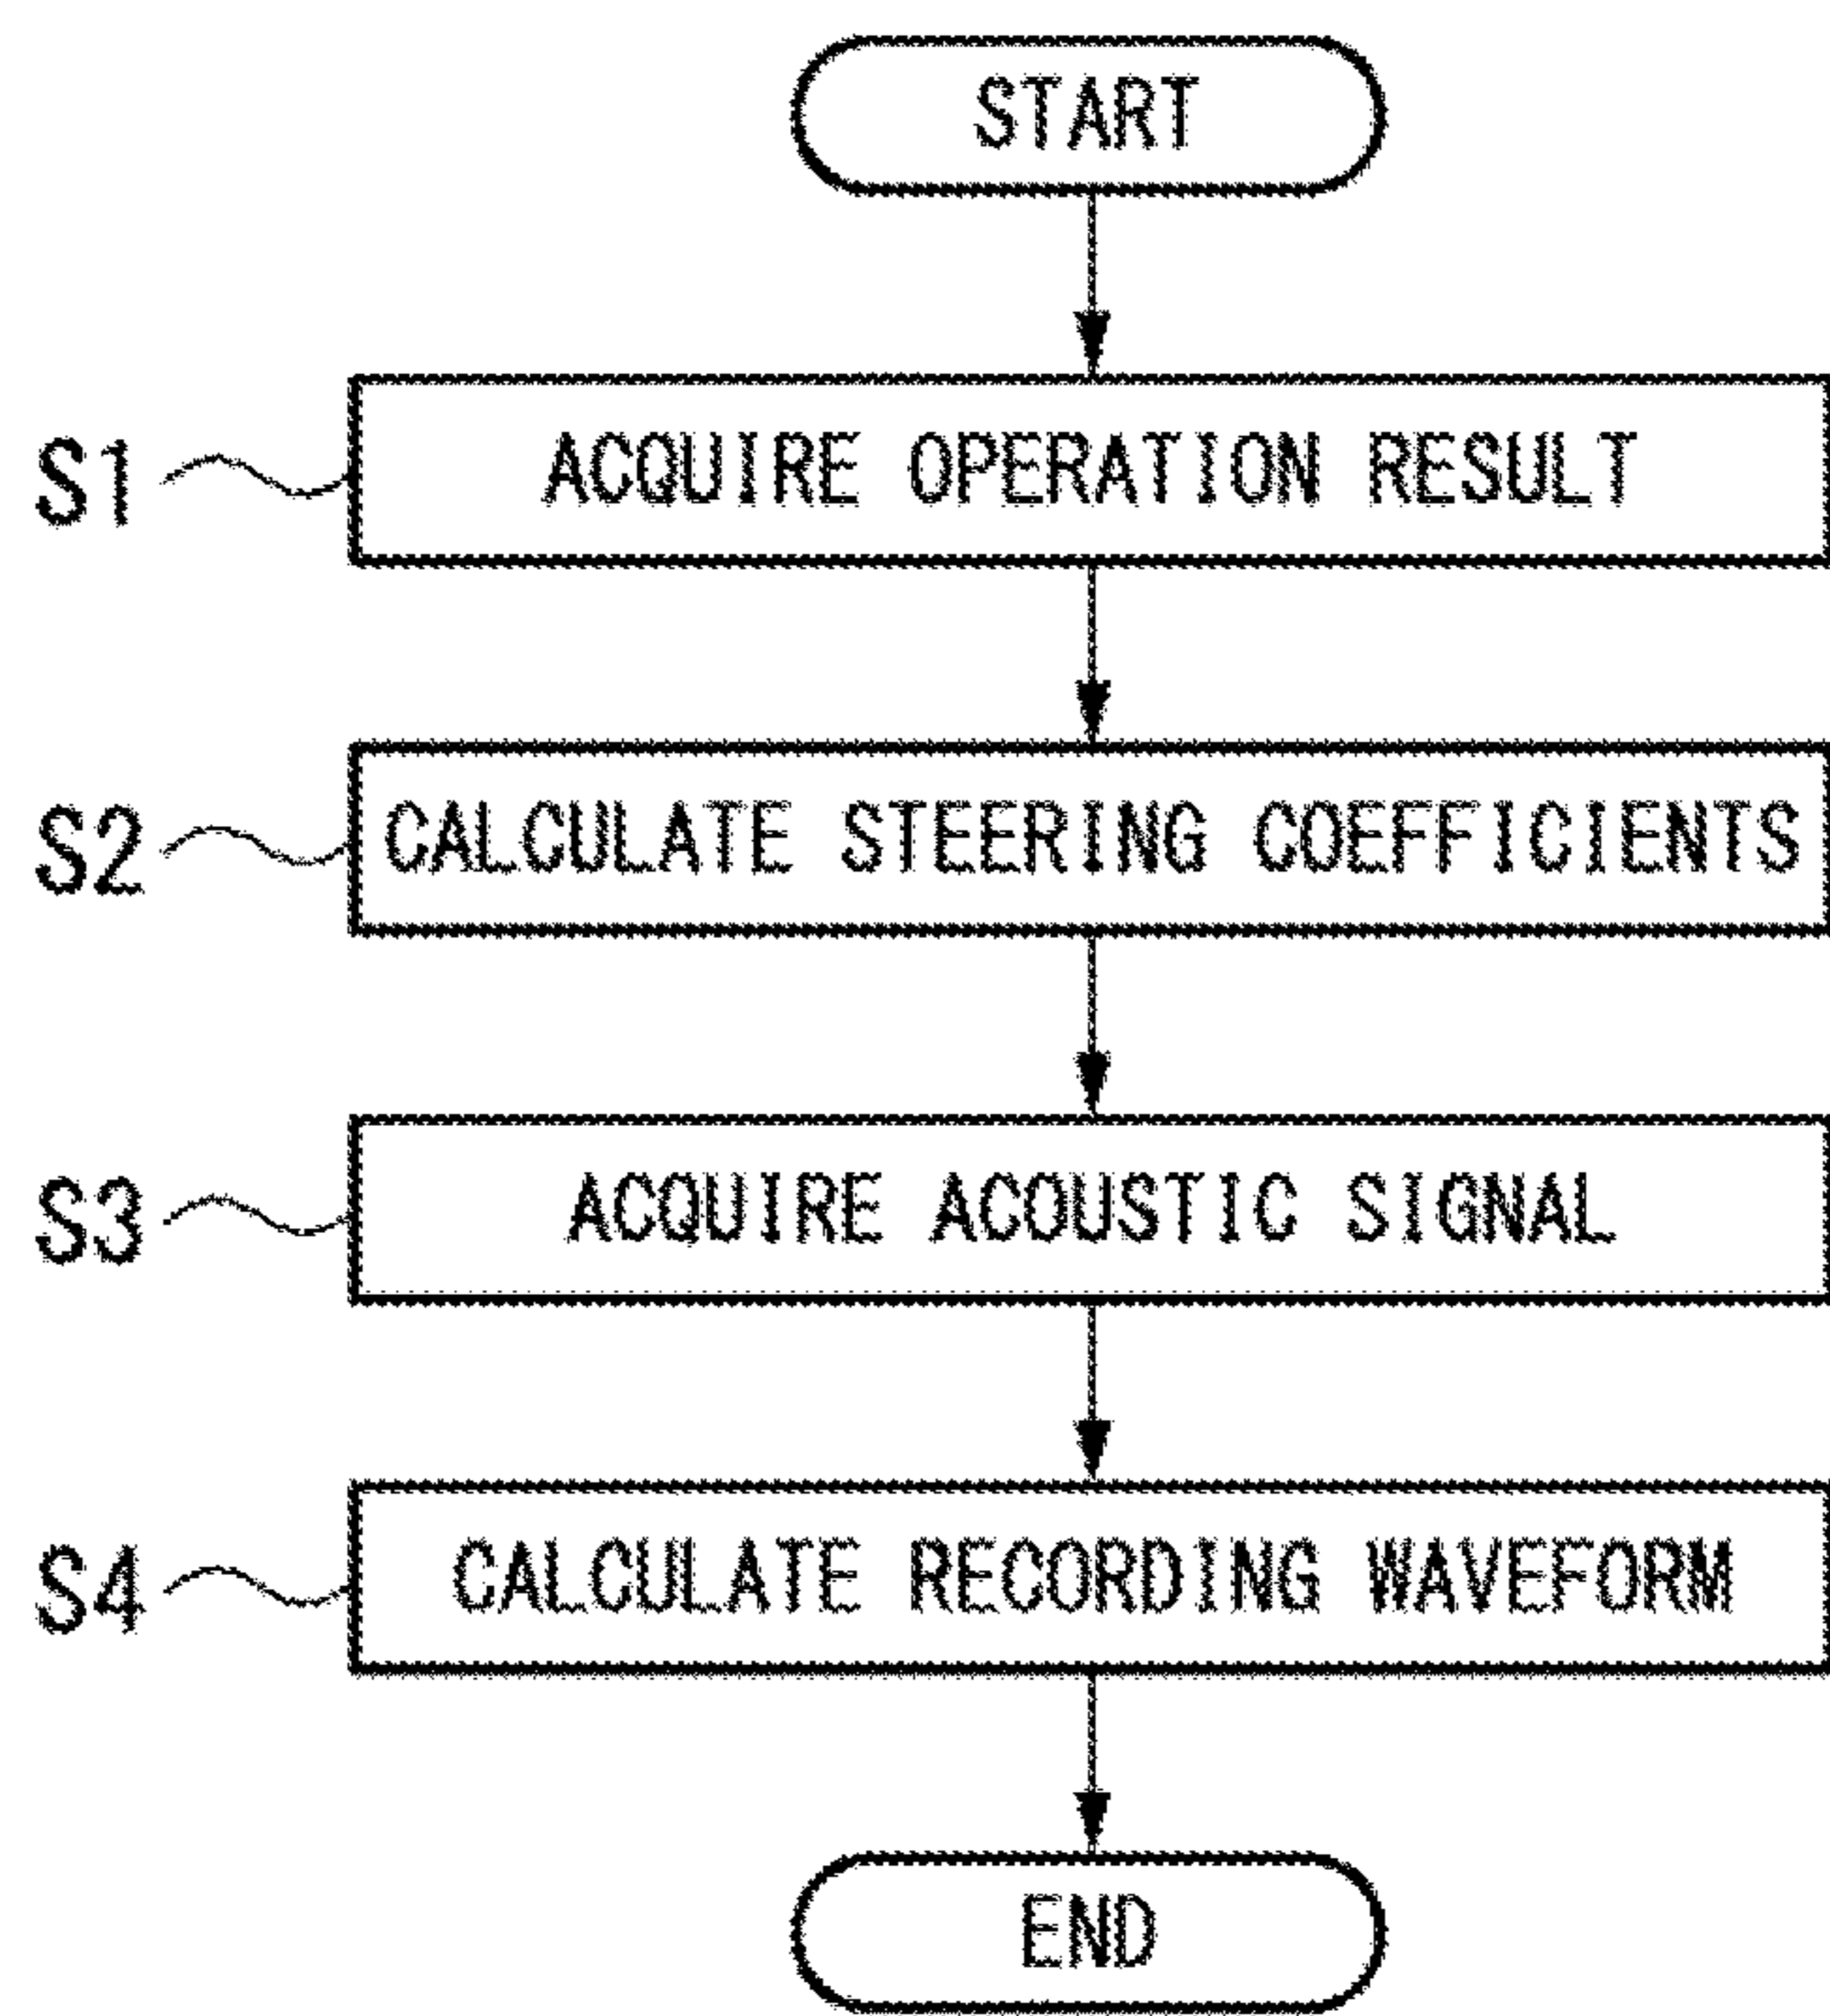 START
S1 ACQUIRE OPERATION RESULT
S2 CALCULATE STEERING COEFFICIENTS
S3 ACQUIRE ACOUSTIC SIGNAL
S4 CALCULATE RECORDING WAVEFORM
END